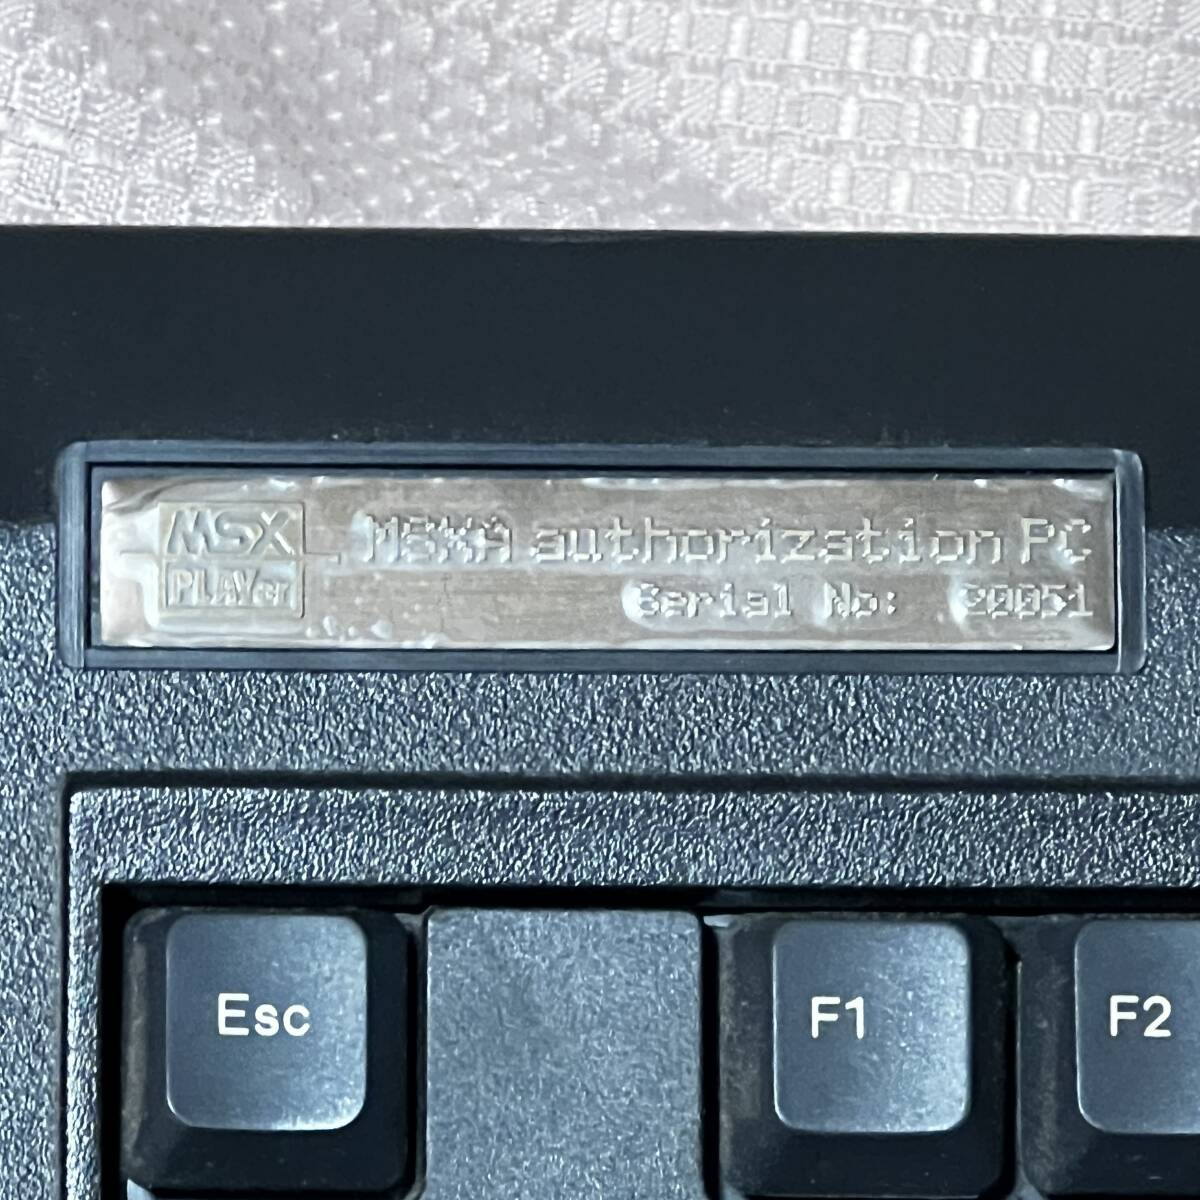 MSX
PLAYer
MSXA authorization PC
Serial No: 20051
Esc
F1
F2